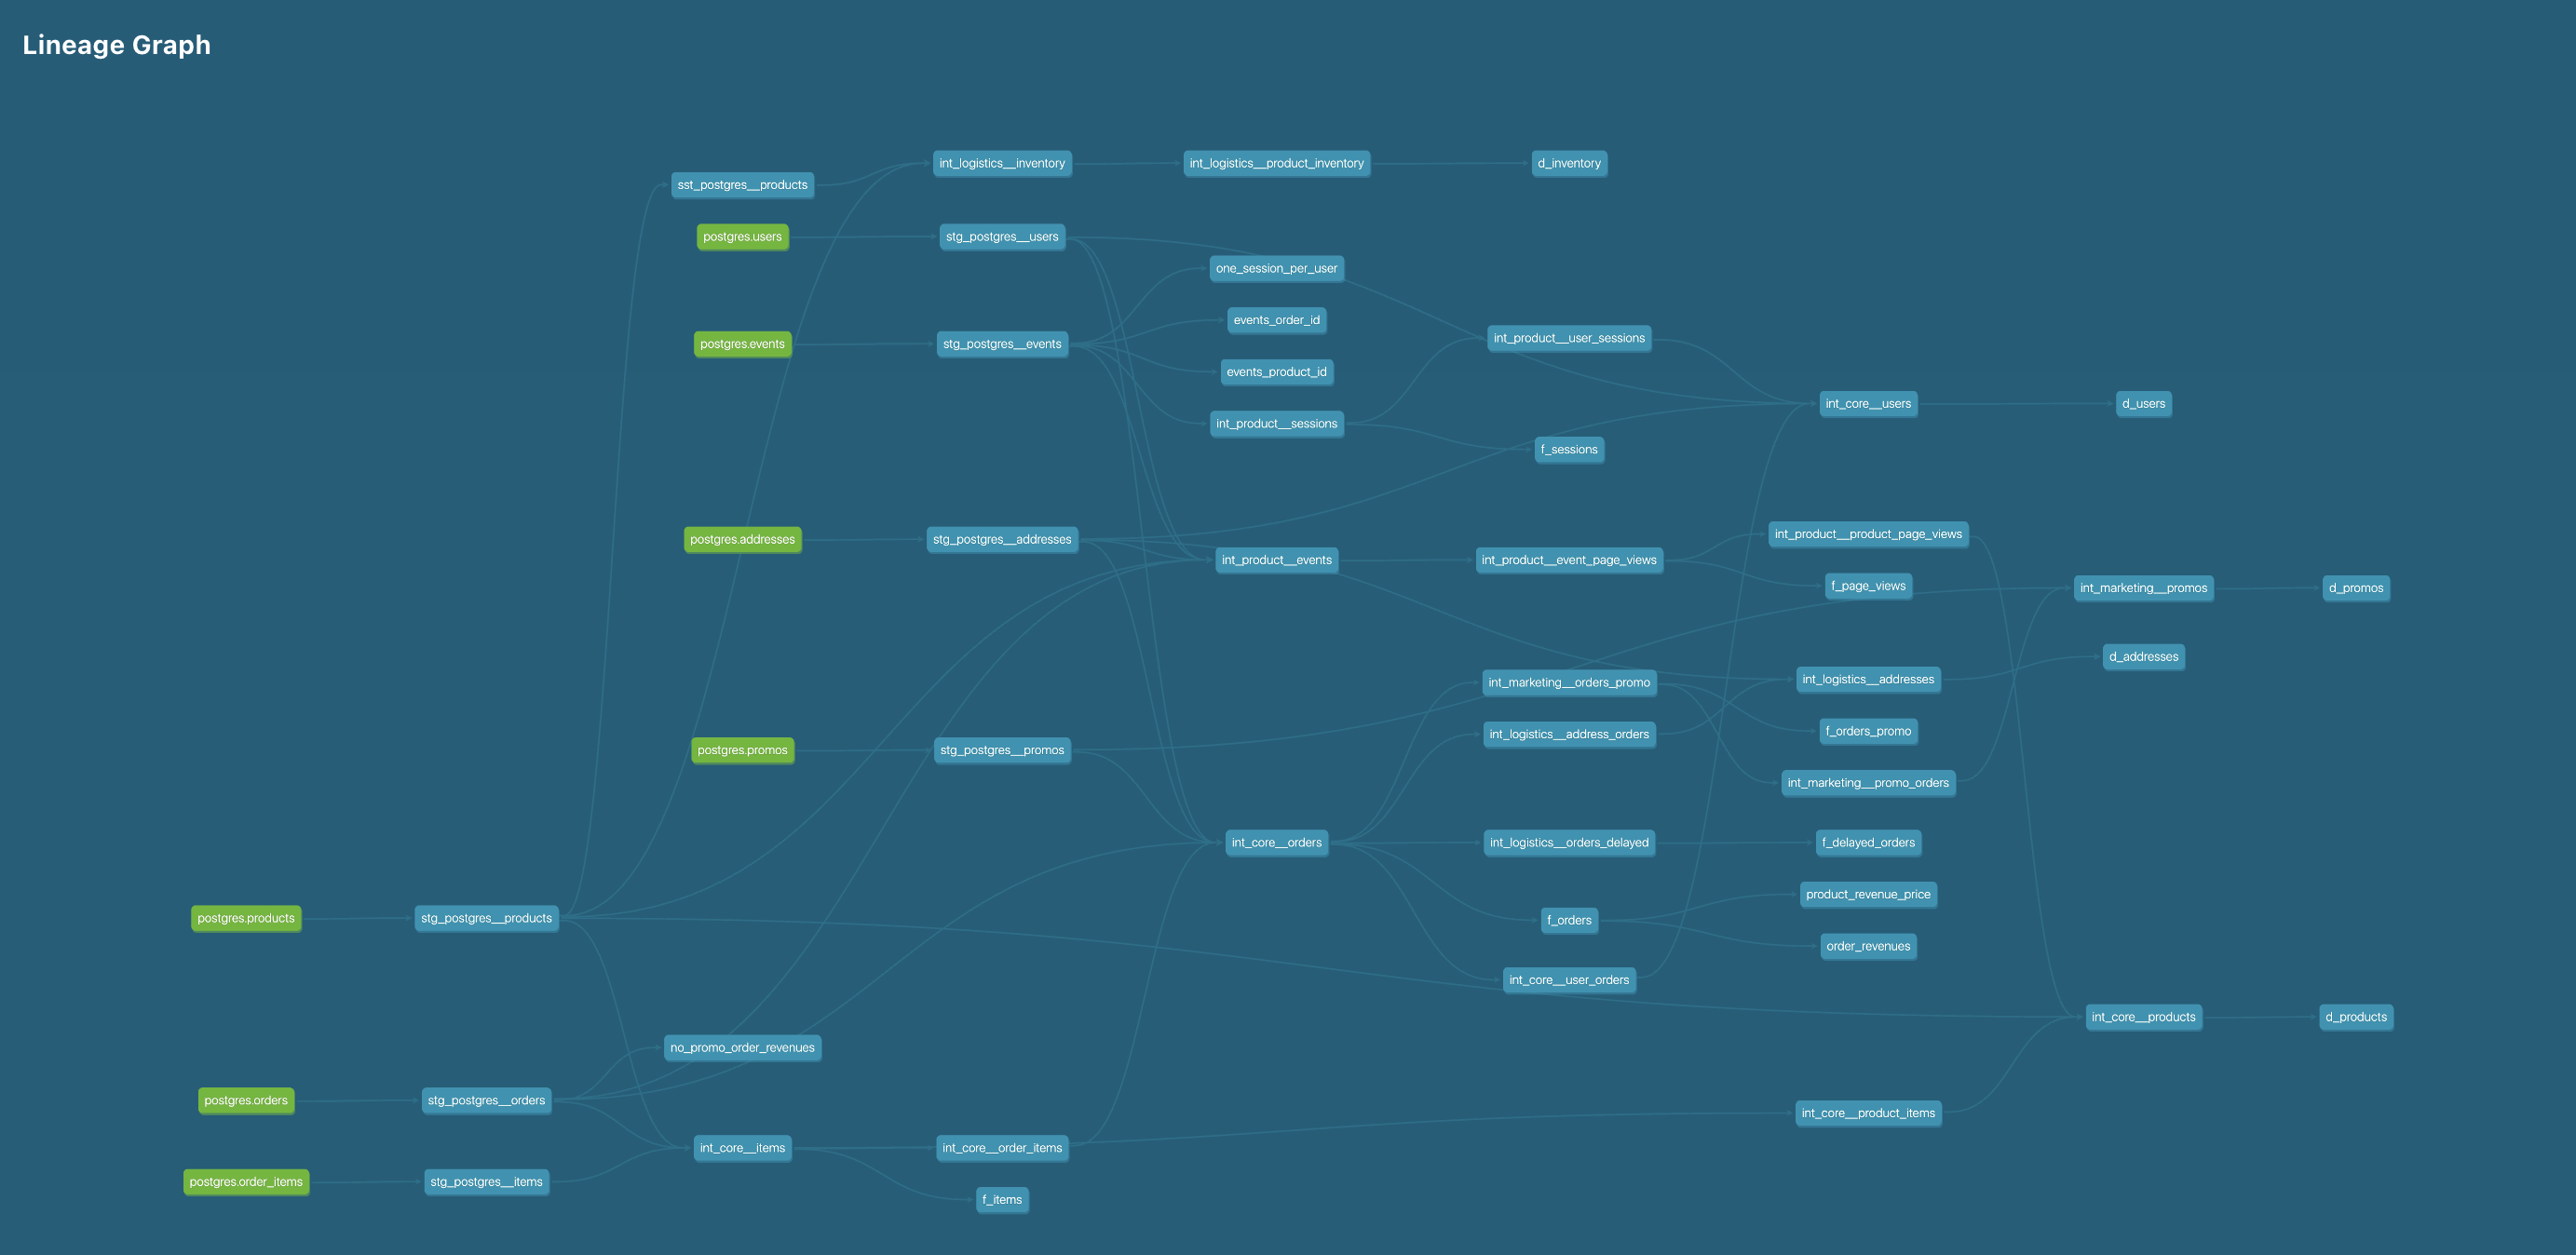 Lineage Graph
int_logistics__inventory
int_logistics__product_inventory
d_inventory
sst_postgres__products
postgres.users
stg_postgres__users
one_session_per_user
events_order_id
postgres.events
stg_postgres__events
int_product__user_sessions
events_product_id
int_core__users
d_users
int_product__sessions
f_sessions
postgres.addresses
stg_postgres__addresses
int_product__product_page_views
int_product__events
int_product__event_page_views
f_page_views
int_marketing__promos
d_promos
d_addresses
int_marketing__orders_promo
int_logistics__addresses
int_logistics__address_orders
f_orders_promo
postgres.promos
stg_postgres__promos
int_marketing__promo_orders
int_core__orders
int_logistics__orders_delayed
f_delayed_orders
product_revenue_price
postgres.products
stg_postgres__products
f_orders
order_revenues
int_core__user_orders
int_core__products
d_products
no_promo_order_revenues
postgres.orders
stg_postgres__orders
int_core__product_items
int_core__items
int_core__order_items
postgres.order_items
stg_postgres__items
f_items